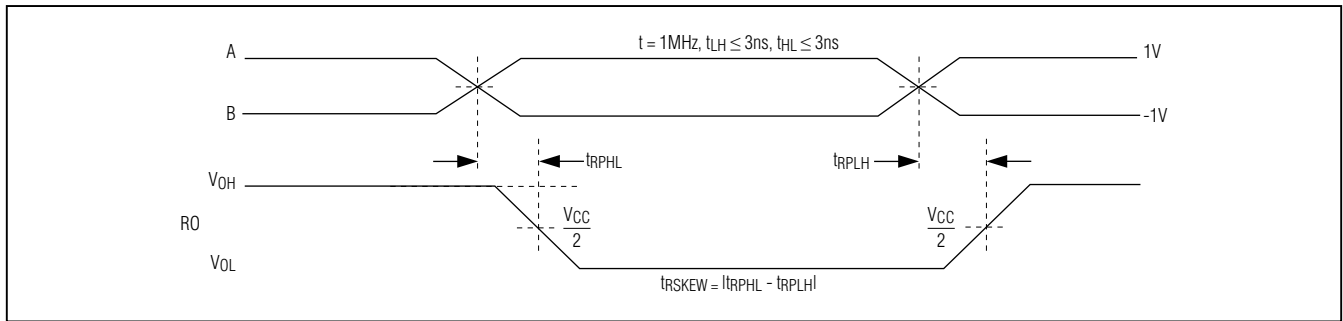 t = 1MHz, tLH ≤ 3ns, tHL ≤ 3ns
A
1V
B
-1V
tRPHL
tRPLH
VOH
RO
VCC
2
VCC
2
VOL
tRSKEW = |tRPHL - tRPLH|